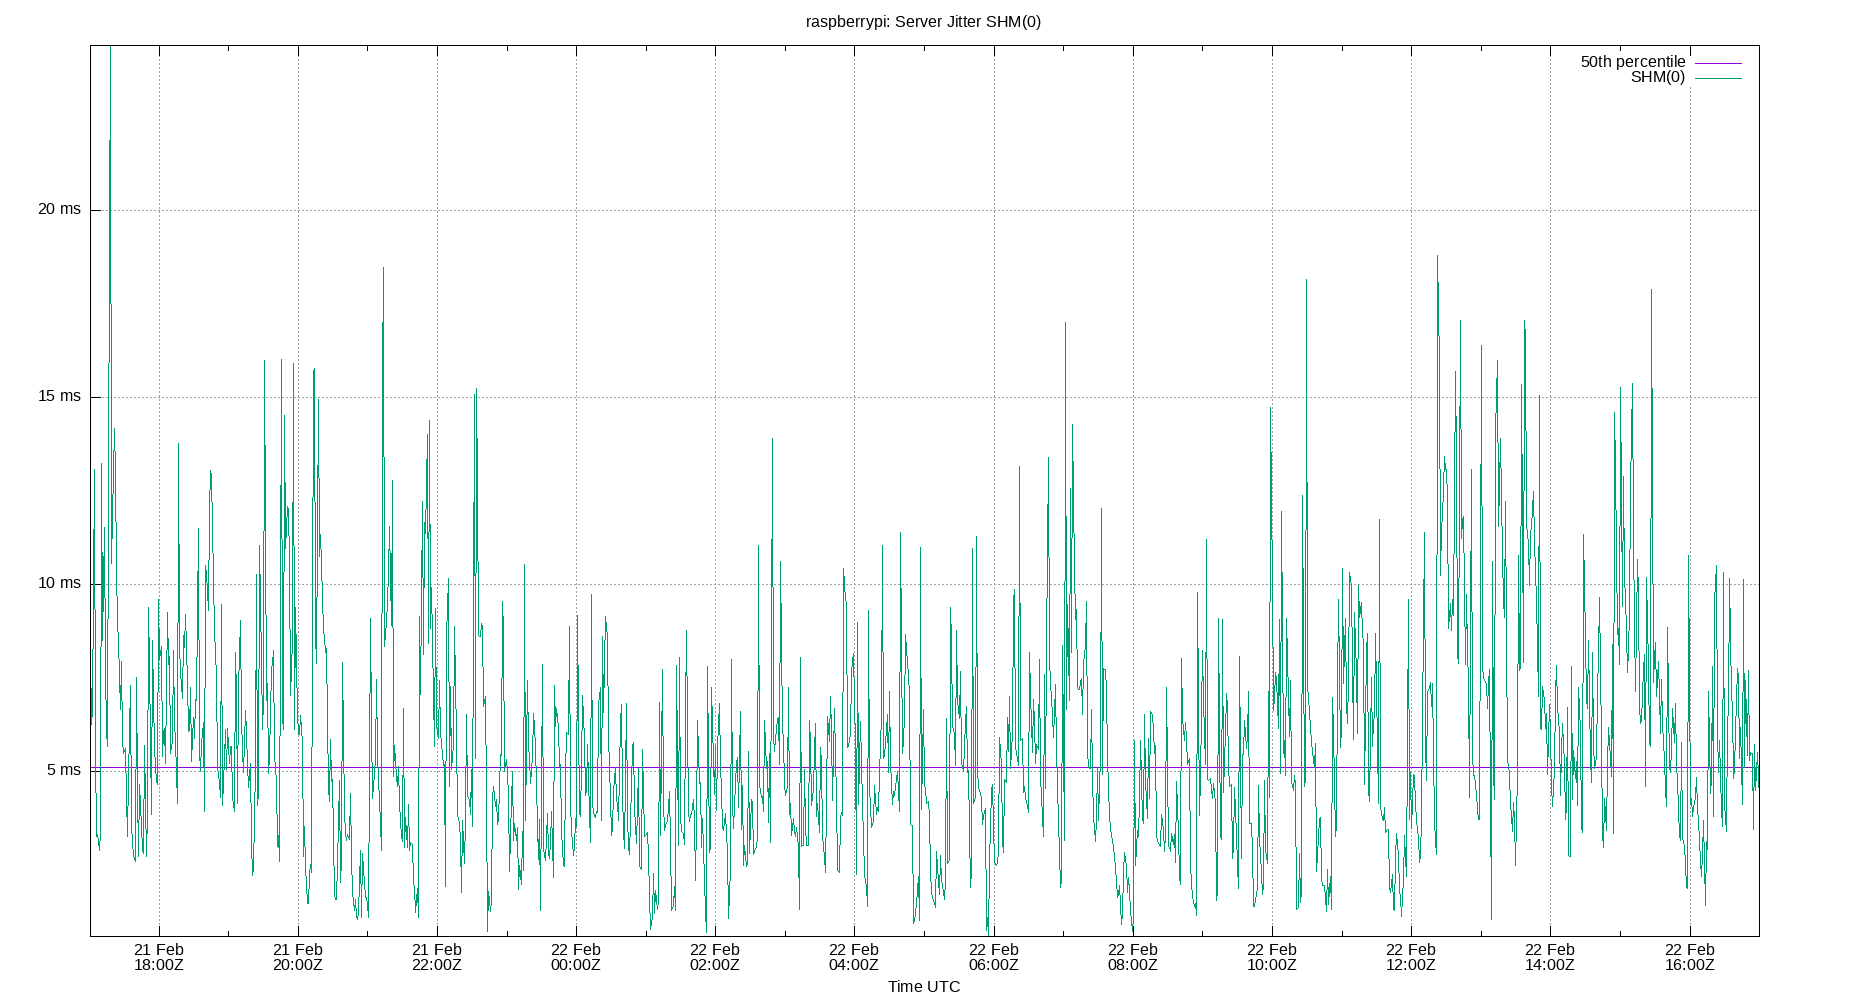 raspberrypi: Server Jitter SHM(0)
50th percentile
SHM(0)
20 ms
15 ms
10 ms
5 ms
21 Feb 21 Feb 21 Feb 22 Feb 22 Feb 22 Feb 22 Feb 22 Feb 22 Feb 22 Feb 22 Feb 22 Feb
18:00Z 20:00Z 22:00Z 00:00Z 02:00Z 04:00Z 06:00Z 08:00Z 10:00Z 12:00Z 14:00Z 16:00Z
Time UTC